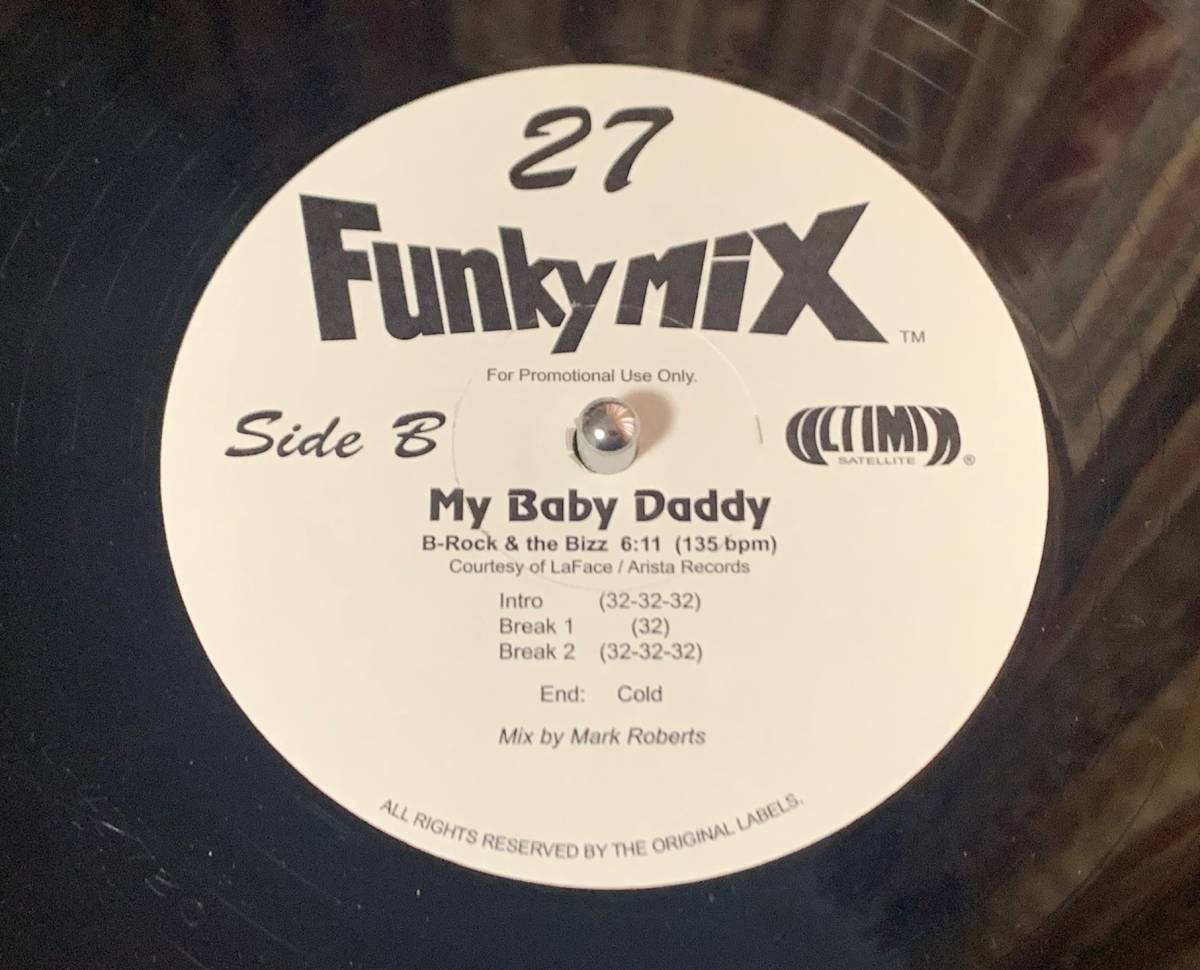 27
FunkyMiX ™
For Promotional Use Only.
Side B
ULTIMIX
SATELLITE ®
My Baby Daddy
B-Rock & the Bizz 6:11 (135 bpm)
Courtesy of LaFace / Arista Records
Intro (32-32-32)
Break 1 (32)
Break 2 (32-32-32)
End: Cold
Mix by Mark Roberts
ALL RIGHTS RESERVED BY THE ORIGINAL LABELS.